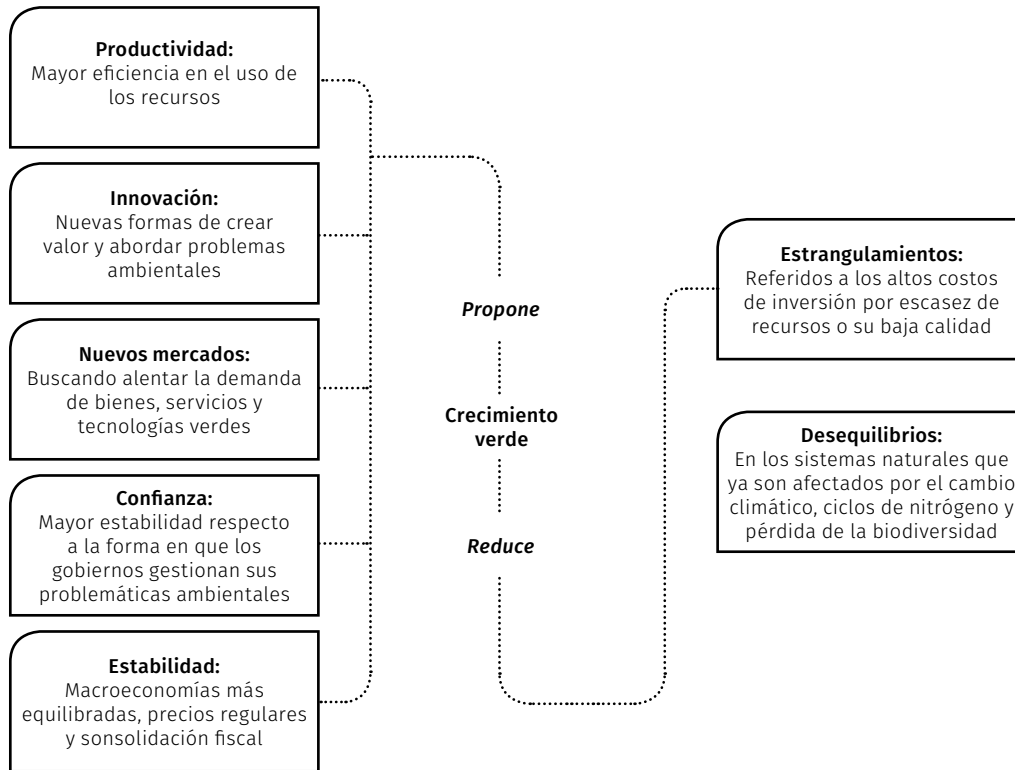 Productividad:
Mayor eficiencia en el uso de
los recursos
Innovación:
Nuevas formas de crear
valor y abordar problemas
ambientales
Nuevos mercados:
Buscando alentar la demanda
de bienes, servicios y
tecnologías verdes
Confianza:
Mayor estabilidad respecto
a la forma en que los
gobiernos gestionan sus
problemáticas ambientales
Estabilidad:
Macroeconomías más
equilibradas, precios regulares
y sonsolidación fiscal
Propone
Crecimiento
verde
Reduce
Estrangulamientos:
Referidos a los altos costos
de inversión por escasez de
recursos o su baja calidad
Desequilibrios:
En los sistemas naturales que
ya son afectados por el cambio
climático, ciclos de nitrógeno y
pérdida de la biodiversidad